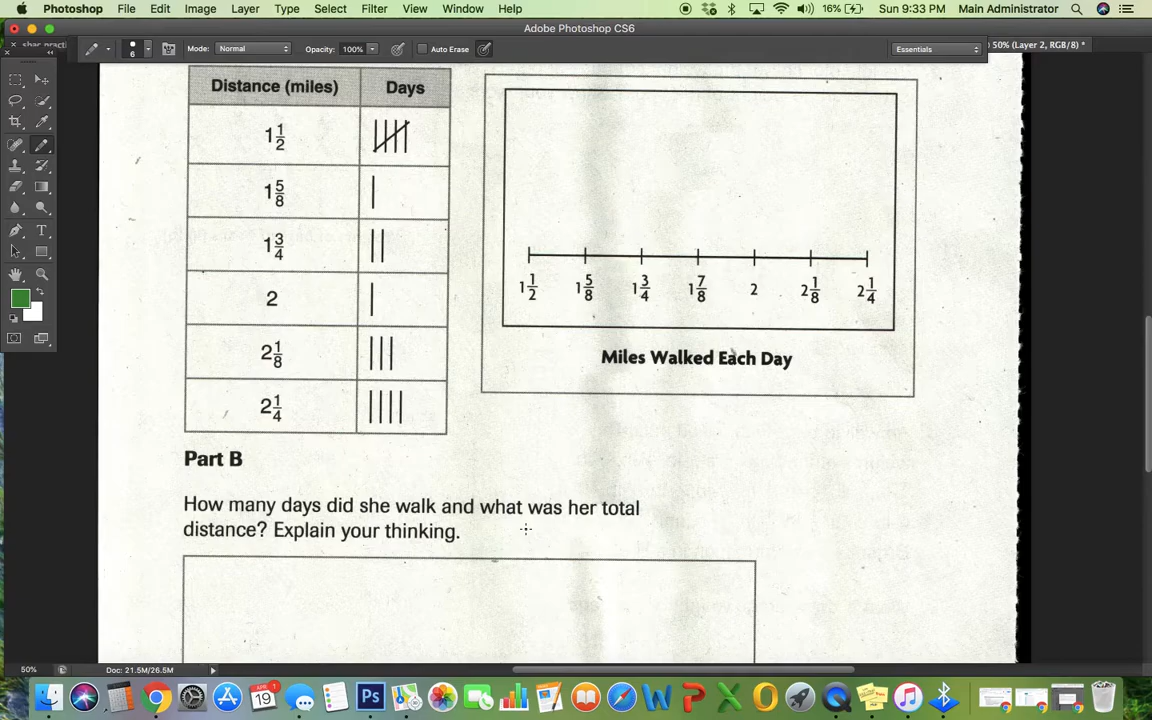 Photoshop File Edit Image Layer Type Select Filter View Window Help 16% Sun 9:33 PM Main Administrator
Adobe Photoshop CS6
6 Mode: Normal Opacity: 100% Auto Erase Essentials
50% (Layer 2, RGB/8) *
Distance (miles) Days
1 1/2
1 5/8
1 3/4
2
2 1/8
2 1/4
1 1/2 1 5/8 1 3/4 1 7/8 2 2 1/8 2 1/4
Miles Walked Each Day
Part B
How many days did she walk and what was her total
distance? Explain your thinking.
50% Doc: 21.5M/26.5M
APR 19 1
Ps